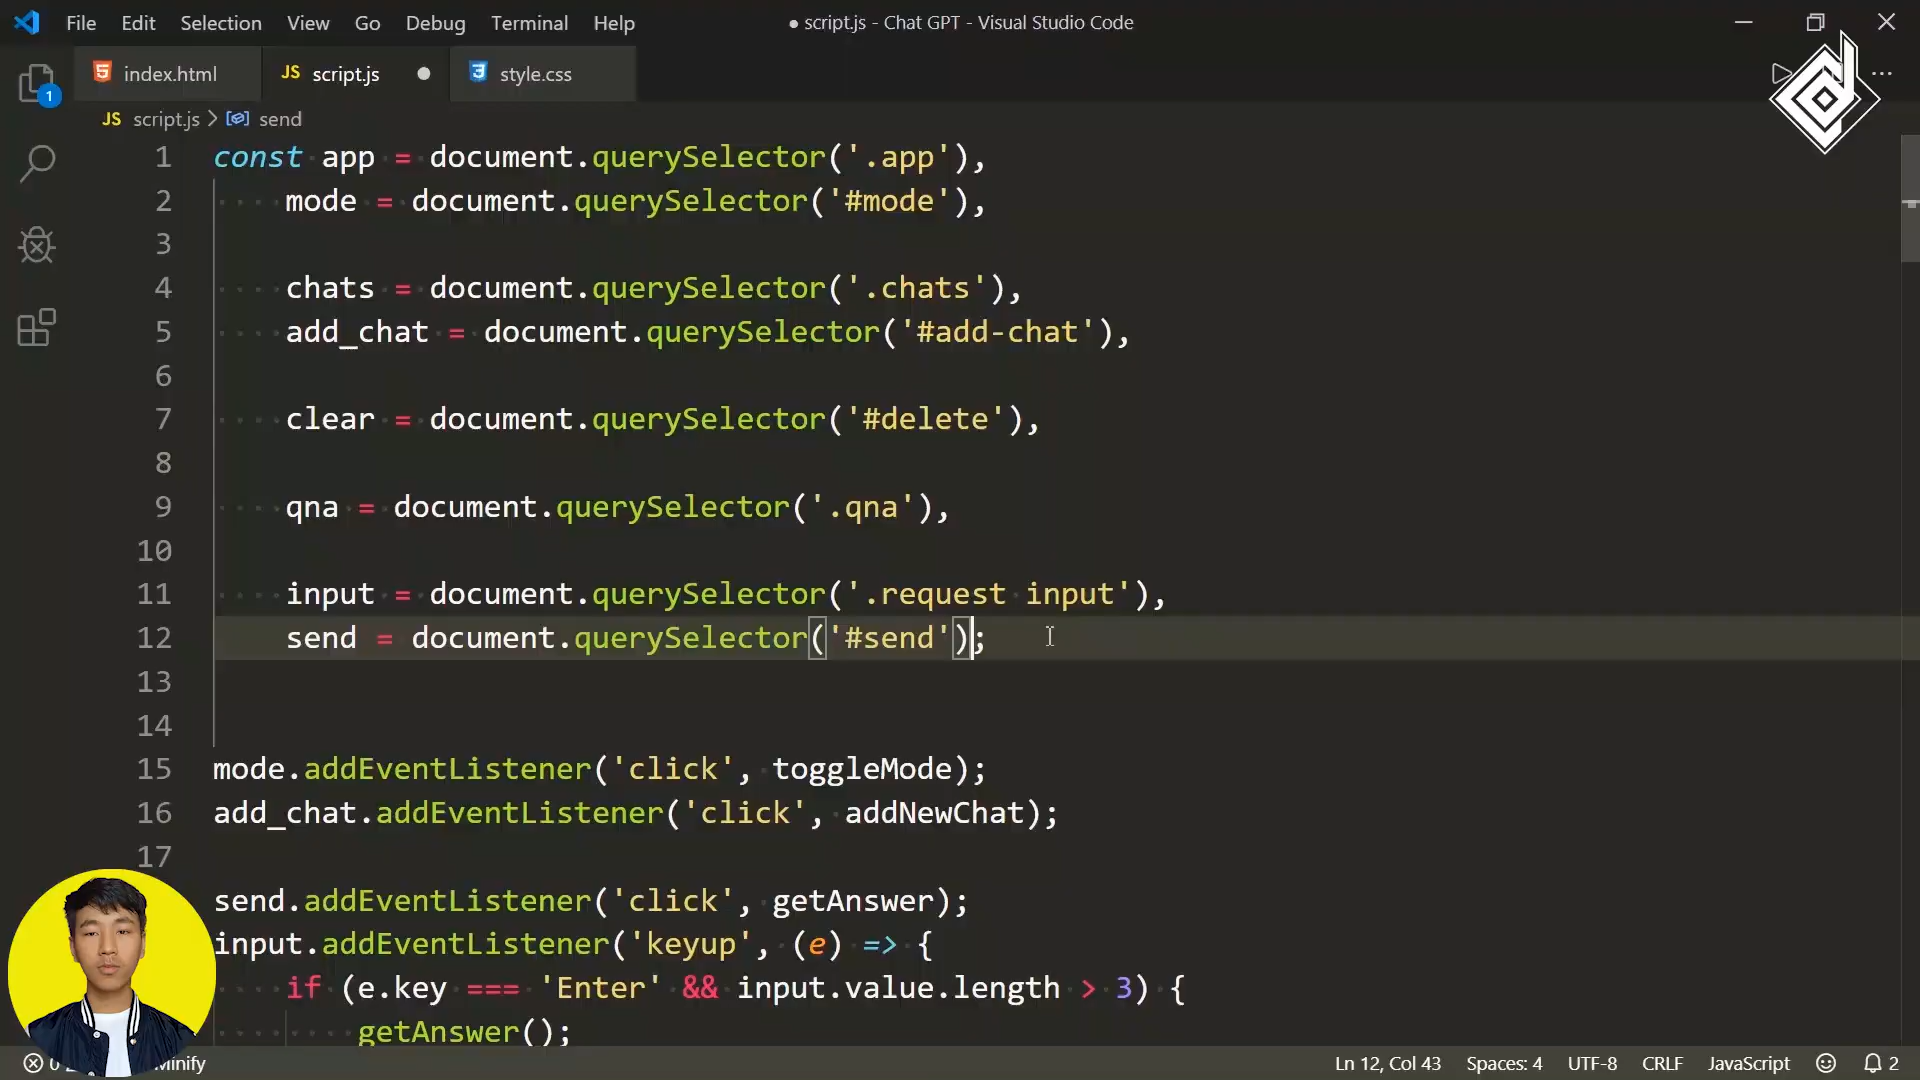 File Edit Selection View Go Debug Terminal Help ● script.js - Chat GPT - Visual Studio Code
index.html JS script.js ● style.css ...
JS script.js > send
1 const app = document.querySelector('.app'),
2 mode = document.querySelector('#mode'),
3
4 chats = document.querySelector('.chats'),
5 add_chat = document.querySelector('#add-chat'),
6
7 clear = document.querySelector('#delete'),
8
9 qna = document.querySelector('.qna'),
10
11 input = document.querySelector('.request input'),
12 send = document.querySelector('#send');
13
14
15 mode.addEventListener('click', toggleMode);
16 add_chat.addEventListener('click', addNewChat);
17
send.addEventListener('click', getAnswer);
input.addEventListener('keyup', (e) => {
if (e.key === 'Enter' && input.value.length > 3) {
getAnswer();
Ln 12, Col 43 Spaces: 4 UTF-8 CRLF JavaScript 2
1